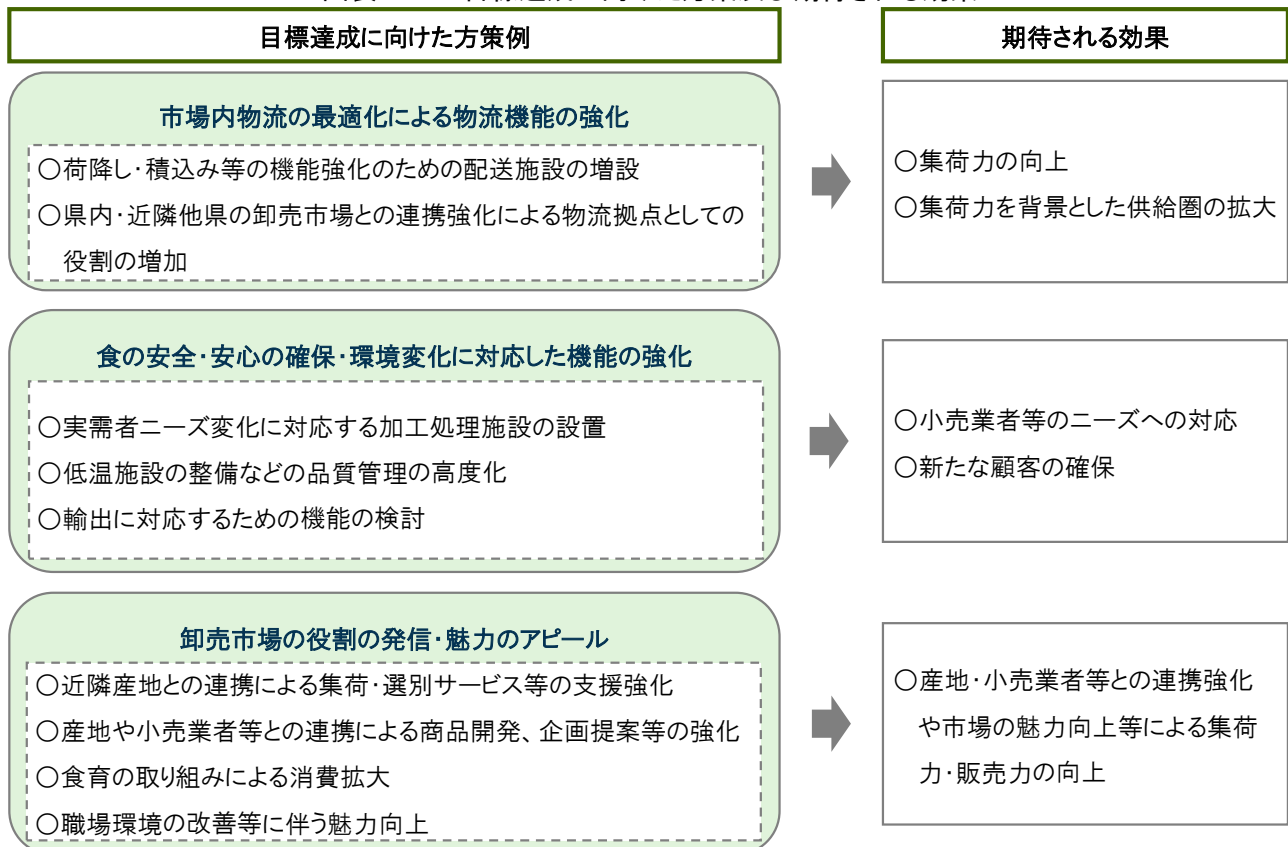 目標達成に向けた方策例
期待される効果
市場内物流の最適化による物流機能の強化
○荷降し・積込み等の機能強化のための配送施設の増設
○県内・近隣他県の卸売市場との連携強化による物流拠点としての
役割の増加
○集荷力の向上
○集荷力を背景とした供給圏の拡大
食の安全・安心の確保・環境変化に対応した機能の強化
○実需者ニーズ変化に対応する加工処理施設の設置
○低温施設の整備などの品質管理の高度化
○輸出に対応するための機能の検討
○小売業者等のニーズへの対応
○新たな顧客の確保
卸売市場の役割の発信・魅力のアピール
○近隣産地との連携による集荷・選別サービス等の支援強化
○産地や小売業者等との連携による商品開発、企画提案等の強化
○食育の取り組みによる消費拡大
○職場環境の改善等に伴う魅力向上
○産地・小売業者等との連携強化
や市場の魅力向上等による集荷
力・販売力の向上